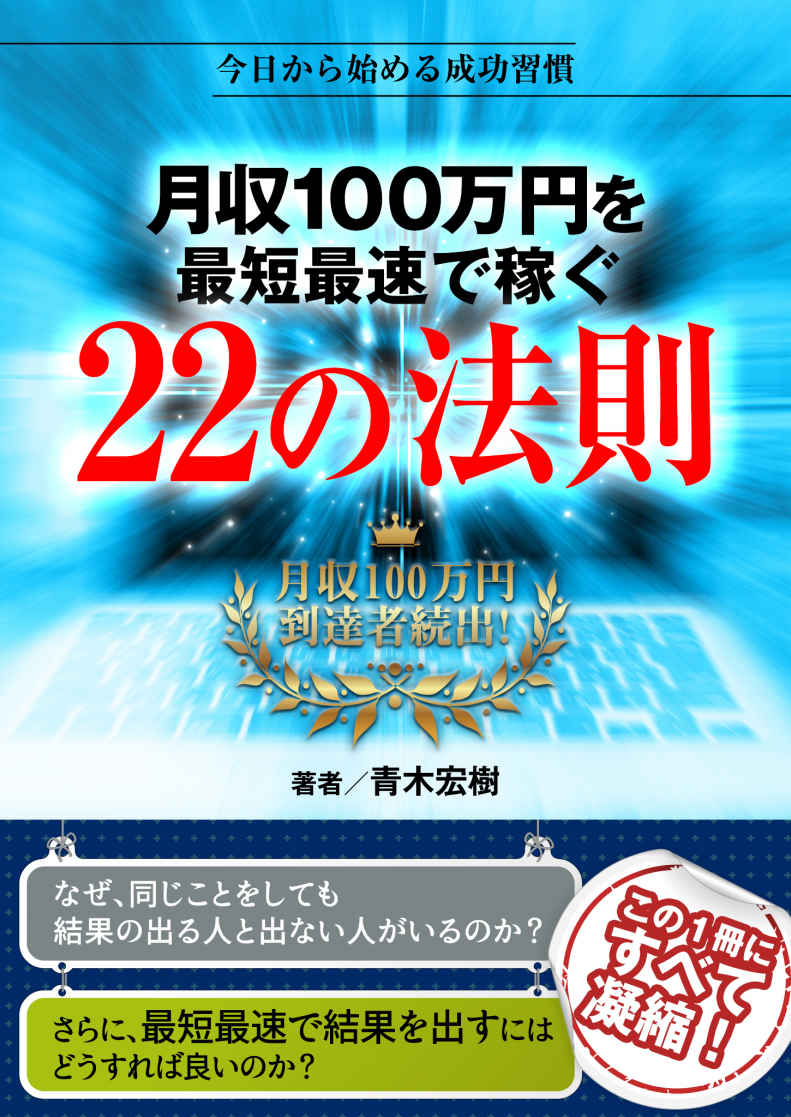 今日から始める成功習慣
月収100万円を
最短最速で稼ぐ
22の法則
月収100万円
到達者続出!
著者／青木宏樹
なぜ、同じことをしても
結果の出る人と出ない人がいるのか？
さらに、最短最速で結果を出すには
どうすれば良いのか？
この1冊に
すべて
凝縮！